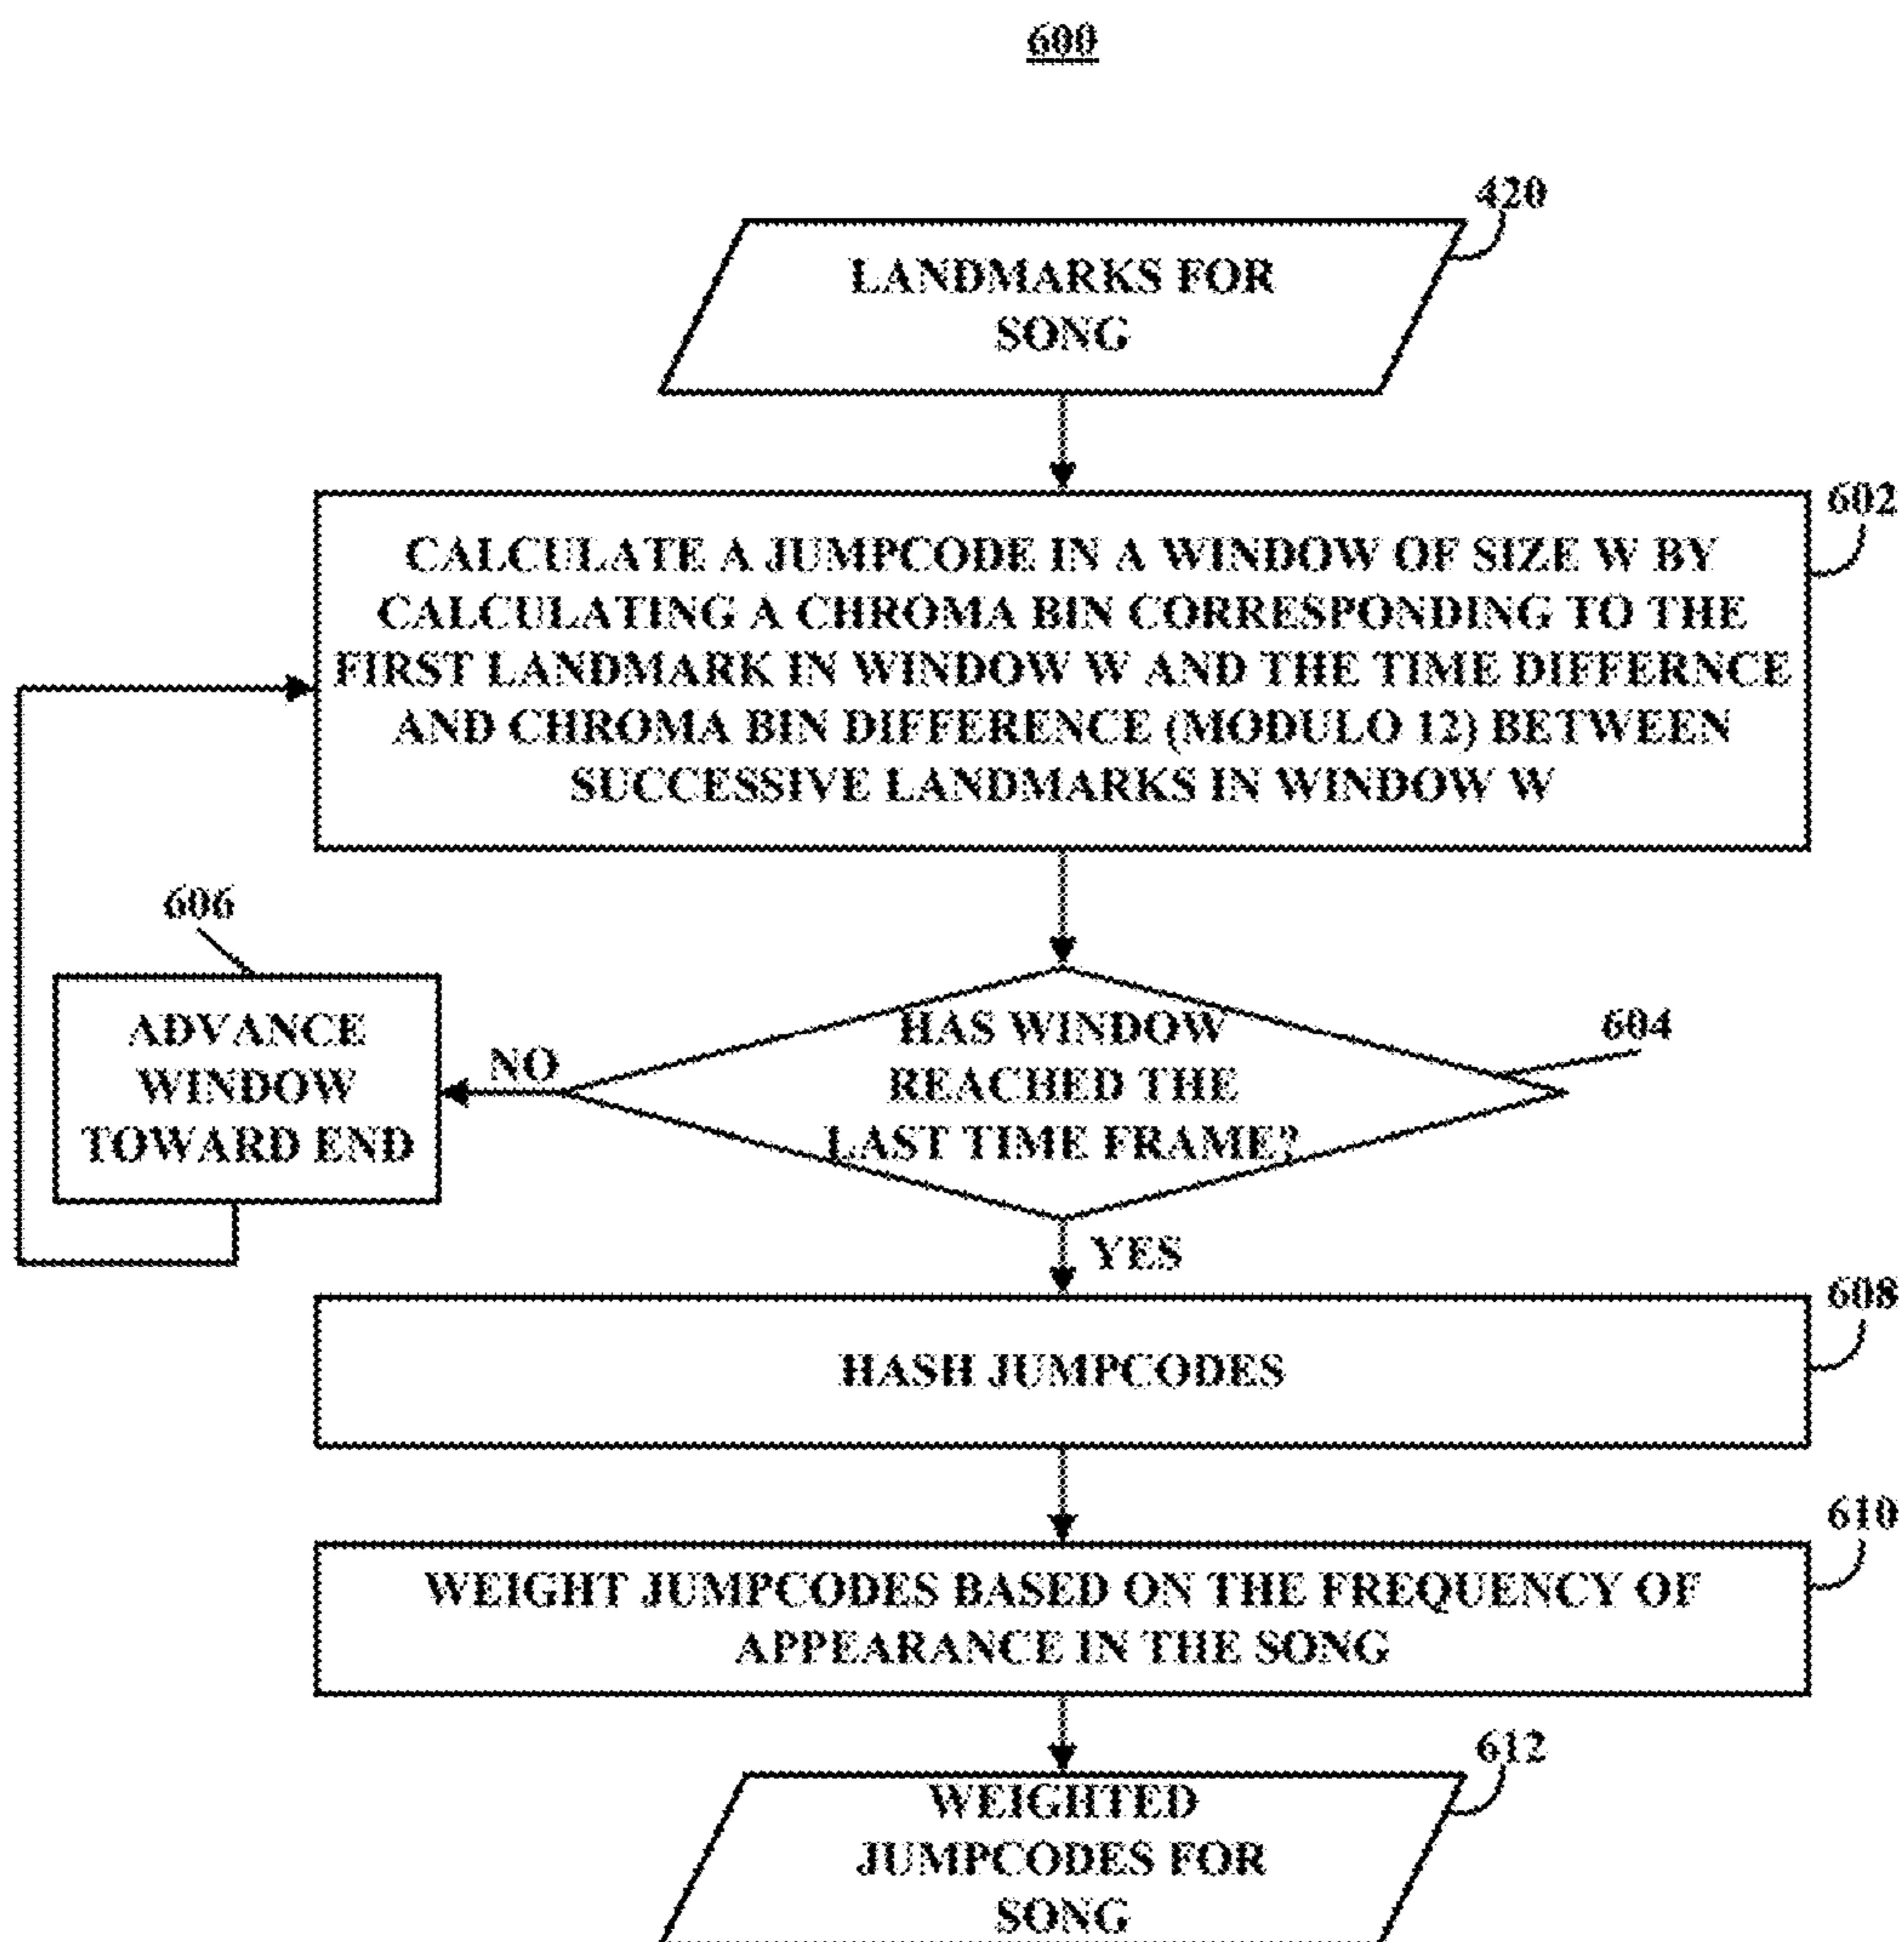 600
420
LANDMARKS FOR
SONG
602
CALCULATE A JUMPCODE IN A WINDOW OF SIZE W BY
CALCULATING A CHROMA BIN CORRESPONDING TO THE
FIRST LANDMARK IN WINDOW W AND THE TIME DIFFERNCE
AND CHROMA BIN DIFFERENCE (MODULO 12) BETWEEN
SUCCESSIVE LANDMARKS IN WINDOW W
606
ADVANCE
WINDOW
TOWARD END
NO
HAS WINDOW
REACHED THE
LAST TIME FRAME?
604
YES
608
HASH JUMPCODES
610
WEIGHT JUMPCODES BASED ON THE FREQUENCY OF
APPEARANCE IN THE SONG
612
WEIGHTED
JUMPCODES FOR
SONG